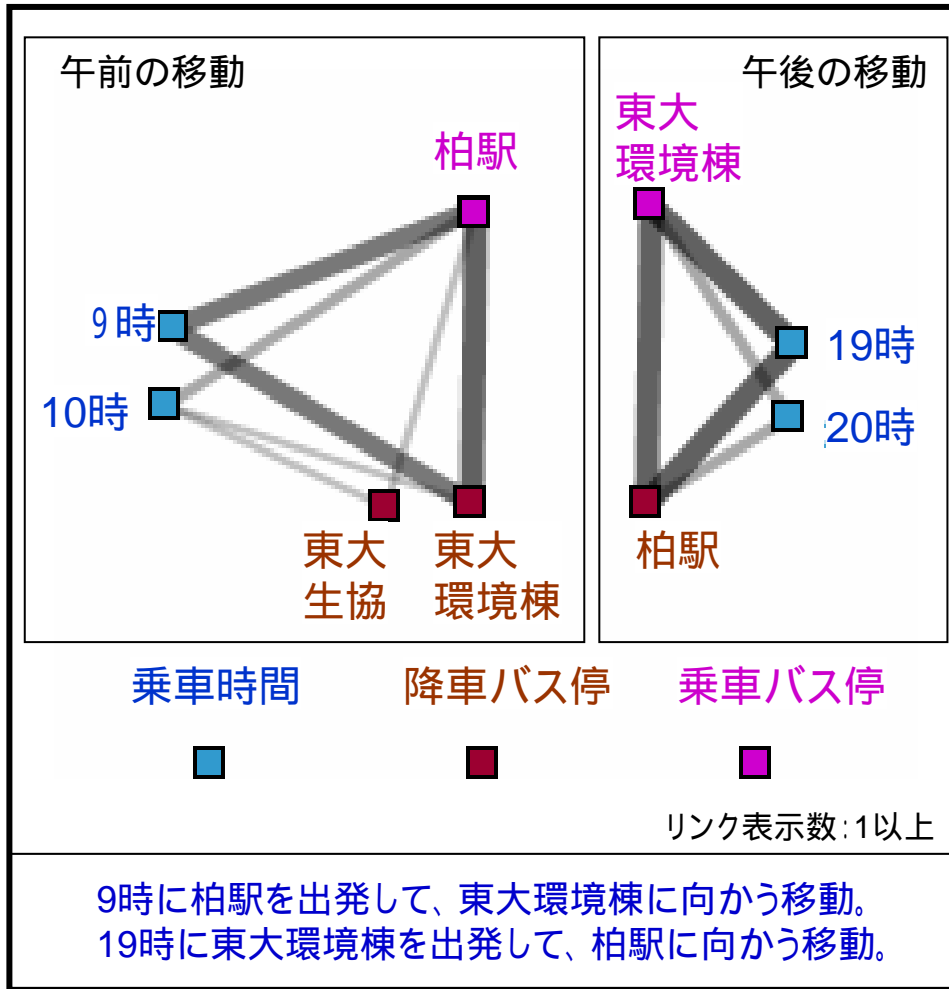 午前の移動
柏駅
9時
10時
東大
生協
東大
環境棟
午後の移動
東大
環境棟
19時
20時
柏駅
乗車時間
降車バス停
乗車バス停
リンク表示数:1以上
9時に柏駅を出発して、東大環境棟に向かう移動。
19時に東大環境棟を出発して、柏駅に向かう移動。